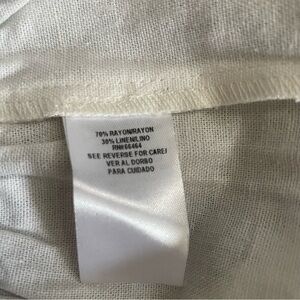 70% RAYON/RAYON
30% LINEN/LINO
RN#66464
SEE REVERSE FOR CARE/
VER AL DORSO
PARA CUIDADO